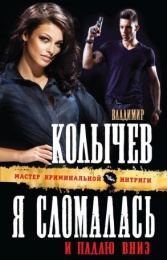 ВЛАДИМИР
КОЛЫЧЕВ
МАСТЕР КРИМИНАЛЬНОЙ ИНТРИГИ
Я СЛОМАЛАСЬ
И ПАДАЮ ВНИЗ